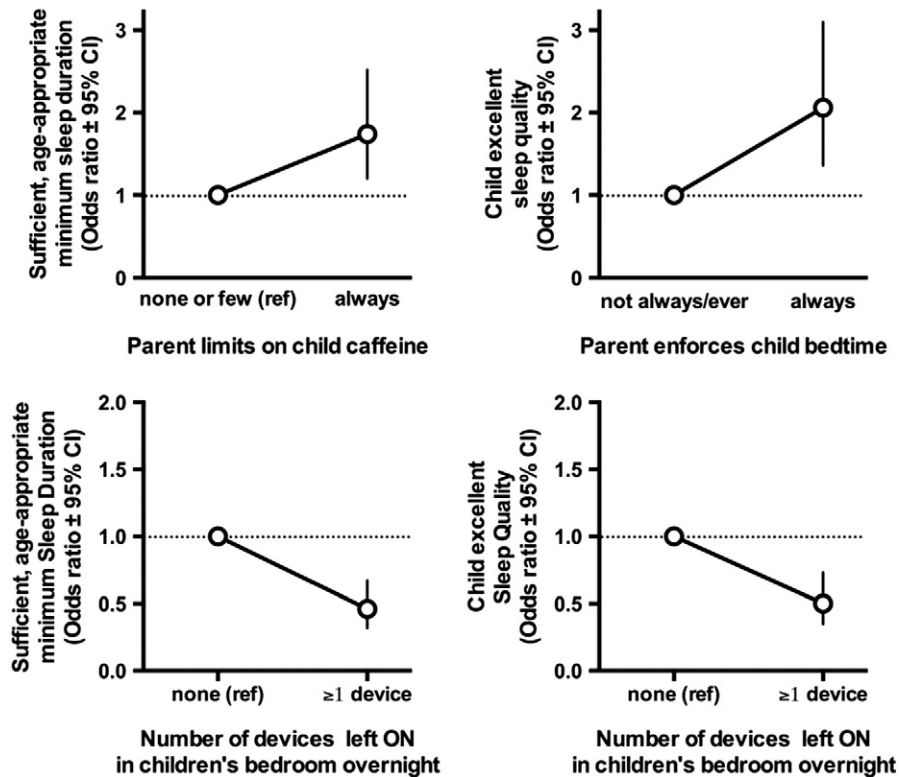 Sufficient, age-appropriate
minimum sleep duration
(Odds ratio ± 95% CI)
3
2
1
0
none or few (ref)
always
Parent limits on child caffeine
Child excellent
sleep quality
(Odds ratio ± 95% CI)
3
2
1
0
not always/ever
always
Parent enforces child bedtime
Sufficient, age-appropriate
minimum Sleep Duration
(Odds ratio ± 95% CI)
2.0
1.5
1.0
0.5
0.0
none (ref)
≥1 device
Number of devices left ON
in children's bedroom overnight
Child excellent
Sleep Quality
(Odds ratio ± 95% CI)
2.0
1.5
1.0
0.5
0.0
none (ref)
≥1 device
Number of devices left ON
in children's bedroom overnight